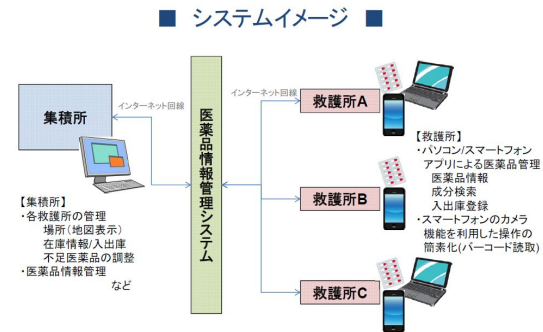 ■ システムイメージ ■
集積所
インターネット回線
医薬品情報管理システム
インターネット回線
救護所A
救護所B
救護所C
【集積所】
・各救護所の管理
場所（地図表示）
在庫情報/入出庫
不足医薬品の調整
・医薬品情報管理
など
【救護所】
・パソコン/スマートフォン
アプリによる医薬品管理
医薬品情報
成分検索
入出庫登録
・スマートフォンのカメラ
機能を利用した操作の
簡素化(バーコード読取)